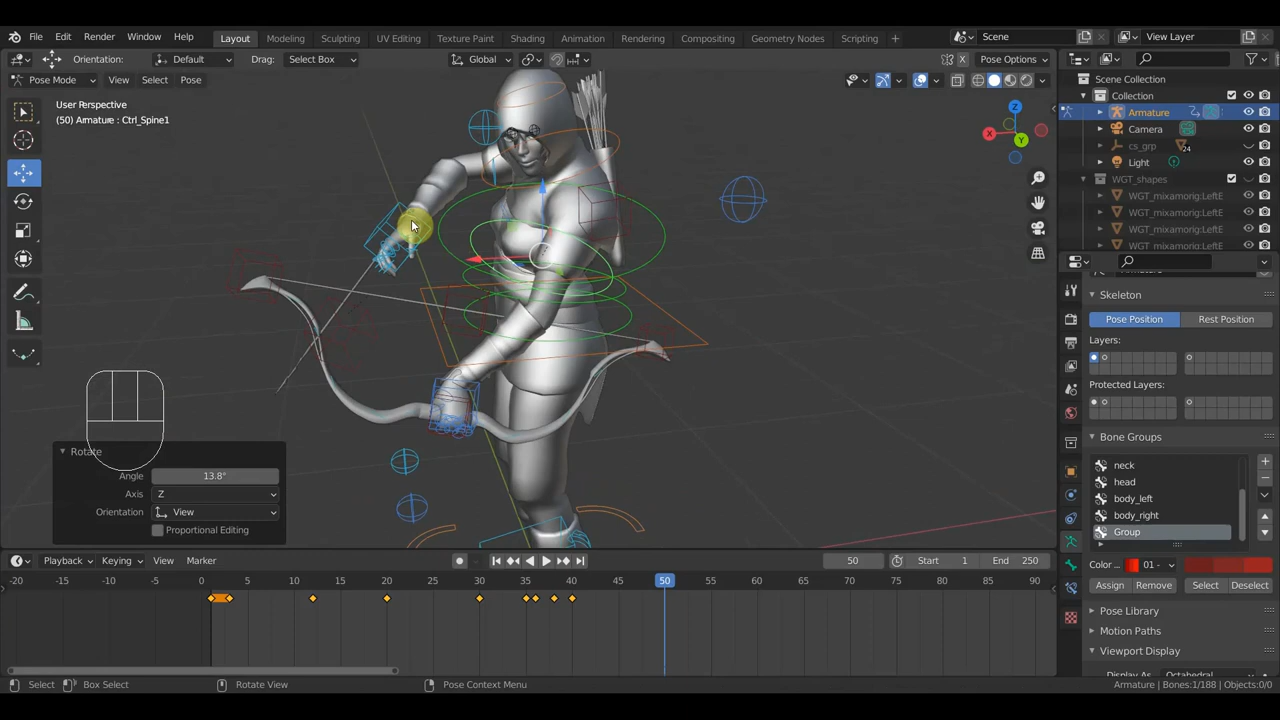 File Edit Render Window Help Layout Modeling Sculpting UV Editing Texture Paint Shading Animation Rendering Compositing Geometry Nodes Scripting + Scene View Layer
Orientation: Default Drag: Select Box Global Pose Options
Pose Mode View Select Pose
User Perspective
(50) Armature : Ctrl_Spine1
Z
X
Y
Scene Collection
Collection
Armature
Camera
cs_grp 24
Light
WGT_shapes
WGT_mixamorig:LeftE
WGT_mixamorig:LeftE
WGT_mixamorig:LeftE
WGT_mixamorig:LeftE
Skeleton
Pose Position Rest Position
Layers:
Protected Layers:
Bone Groups
neck
head
body_left
body_right
Group
Color ... 01 -
Assign Remove Select Deselect
Pose Library
Motion Paths
Viewport Display
Display As Octahedral
Rotate
Angle 13.8°
Axis Z
Orientation View
Proportional Editing
Playback Keying View Marker 50 Start 1 End 250
-20 -15 -10 -5 0 5 10 15 20 25 30 35 40 45 50 55 60 65 70 75 80 85 90
Select Box Select Rotate View Pose Context Menu Armature | Bones:1/188 | Objects:0/0